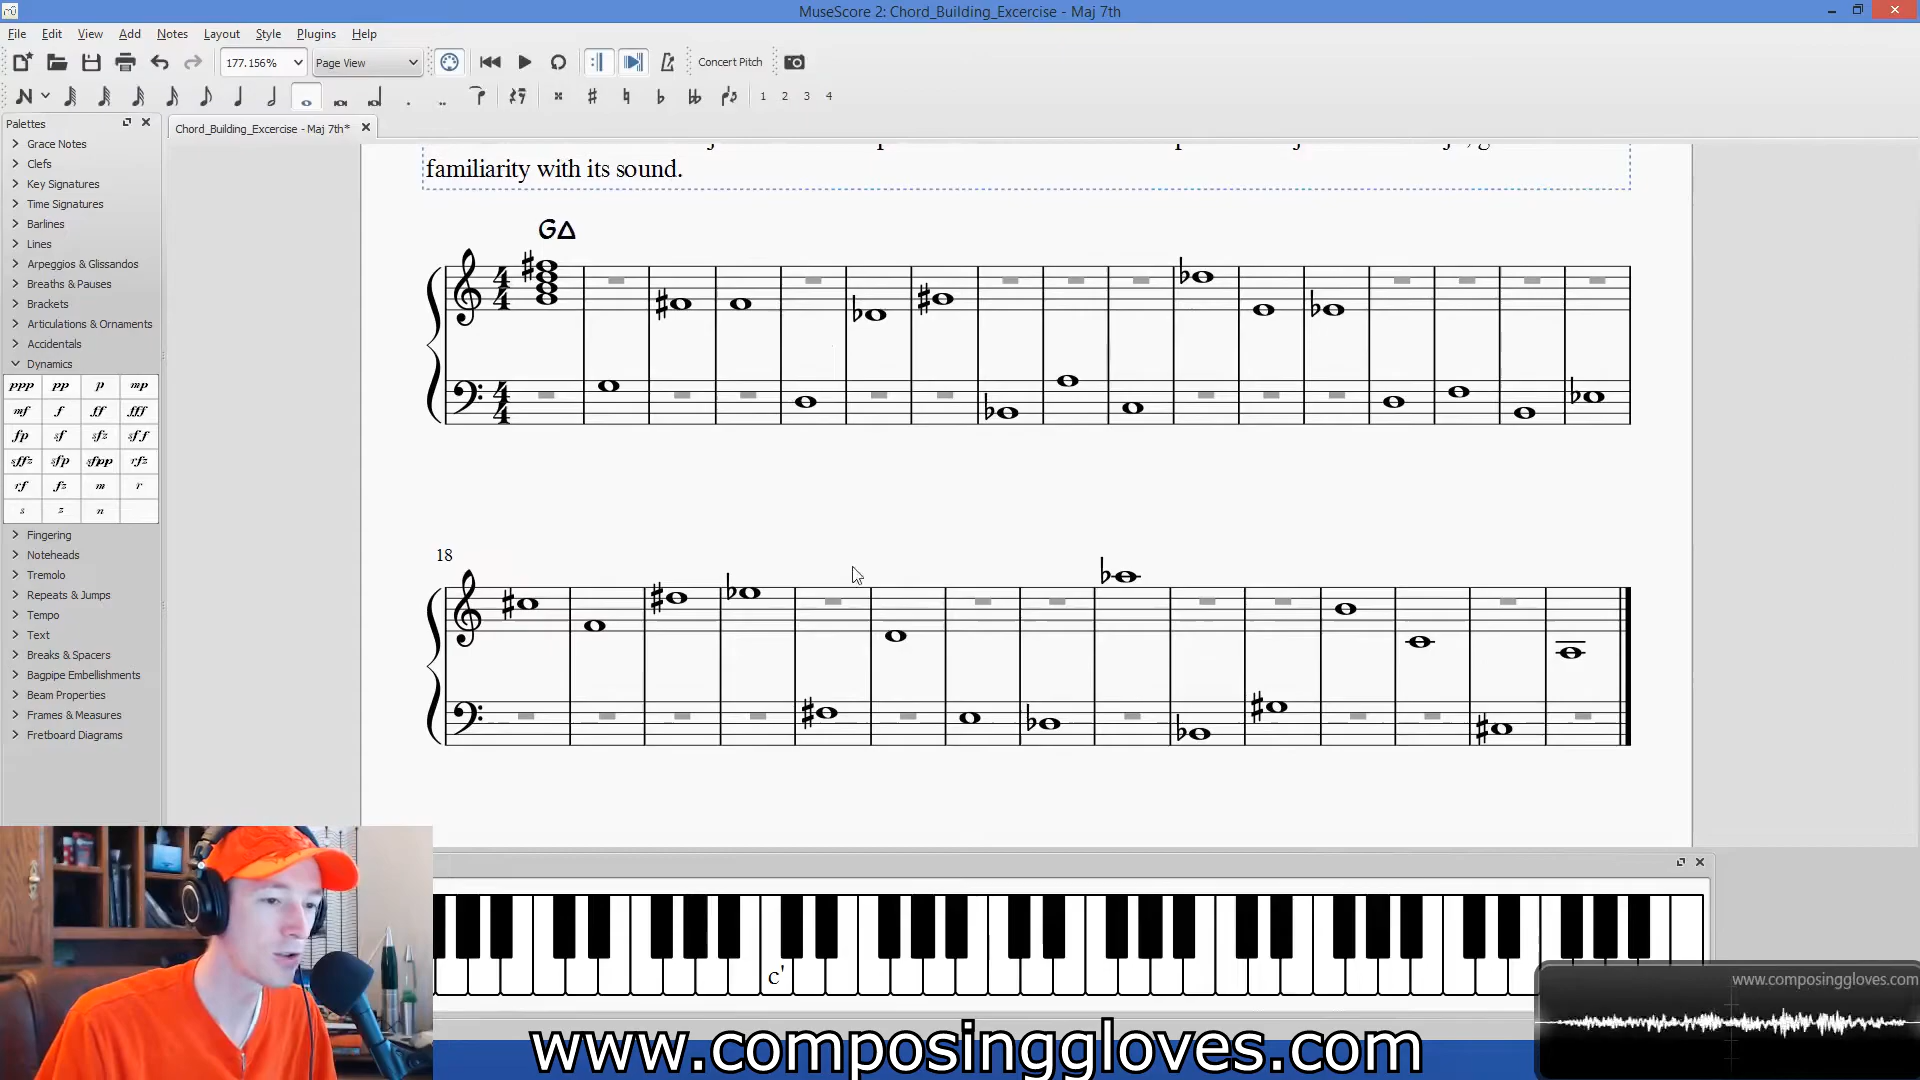 MuseScore 2: Chord_Building_Excercise - Maj 7th
File Edit View Add Notes Layout Style Plugins Help
177.156% Page View Concert Pitch
1 2 3 4
Palettes
Chord_Building_Excercise - Maj 7th*
Grace Notes
Clefs
Key Signatures
Time Signatures
Barlines
Lines
Arpeggios & Glissandos
Breaths & Pauses
Brackets
Articulations & Ornaments
Accidentals
Dynamics
ppp pp p mp
mf f ff fff
fp sf sfz sff
sffz sfp sfpp rfz
rf fz m r
s z n
Fingering
Noteheads
Tremolo
Repeats & Jumps
Tempo
Text
Breaks & Spacers
Bagpipe Embellishments
Beam Properties
Frames & Measures
Fretboard Diagrams
familiarity with its sound.
G△
4
4
4
4
18
c'
www.composinggloves.com
www.composinggloves.com